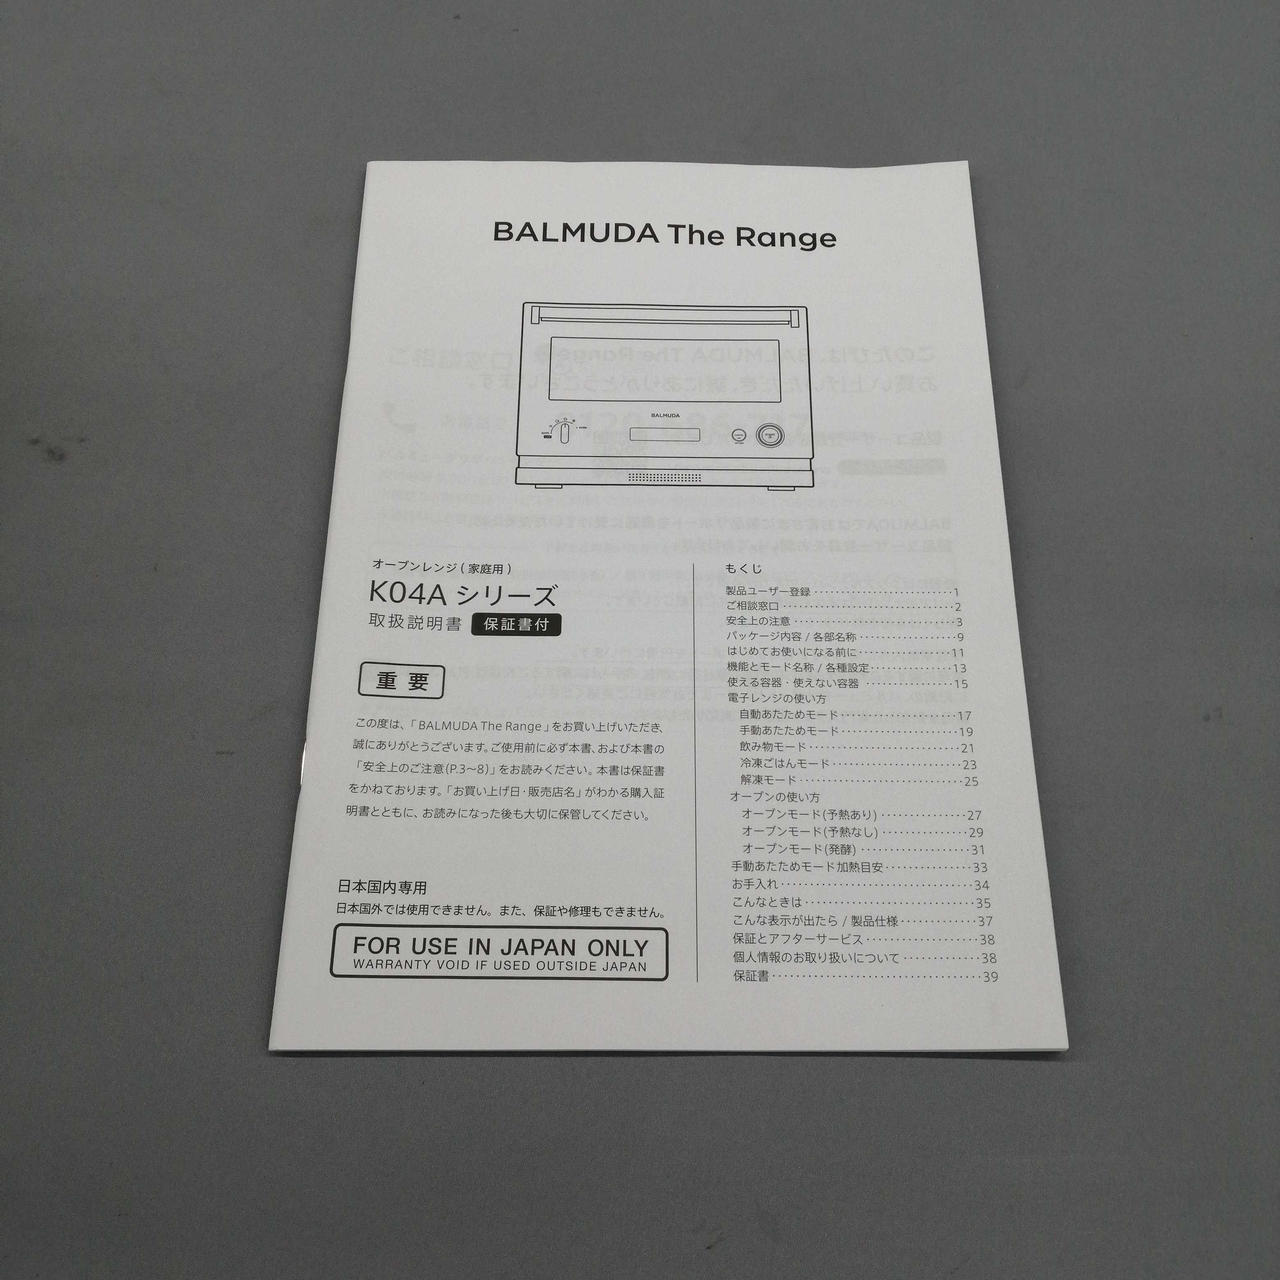 BALMUDA The Range
BALMUDA
オーブンレンジ(家庭用)
K04A シリーズ
取扱説明書 保証書付
重要
この度は、「BALMUDA The Range」をお買い上げいただき、
誠にありがとうございます。ご使用前に必ず本書、および本書の
「安全上のご注意(P.3〜8)」をお読みください。本書は保証書
をかねております。「お買い上げ日・販売店名」がわかる購入証
明書とともに、お読みになった後も大切に保管してください。
日本国内専用
日本国外では使用できません。また、保証や修理もできません。
FOR USE IN JAPAN ONLY
WARRANTY VOID IF USED OUTSIDE JAPAN
もくじ
製品ユーザー登録 ································ 1
ご相談窓口 ································ 2
安全上の注意 ································ 3
パッケージ内容 / 各部名称 ················ 9
はじめてお使いになる前に ················ 11
機能とモード名称 / 各種設定 ················ 13
使える容器・使えない容器 ················ 15
電子レンジの使い方
自動あたためモード ················ 17
手動あたためモード ················ 19
飲み物モード ················ 21
冷凍ごはんモード ················ 23
解凍モード ················ 25
オーブンの使い方
オーブンモード(予熱あり) ················ 27
オーブンモード(予熱なし) ················ 29
オーブンモード(発酵) ················ 31
手動あたためモード加熱目安 ················ 33
お手入れ ································ 34
こんなときは ································ 35
こんな表示が出たら / 製品仕様 ················ 37
保証とアフターサービス ················ 38
個人情報のお取り扱いについて ················ 38
保証書 ································ 39